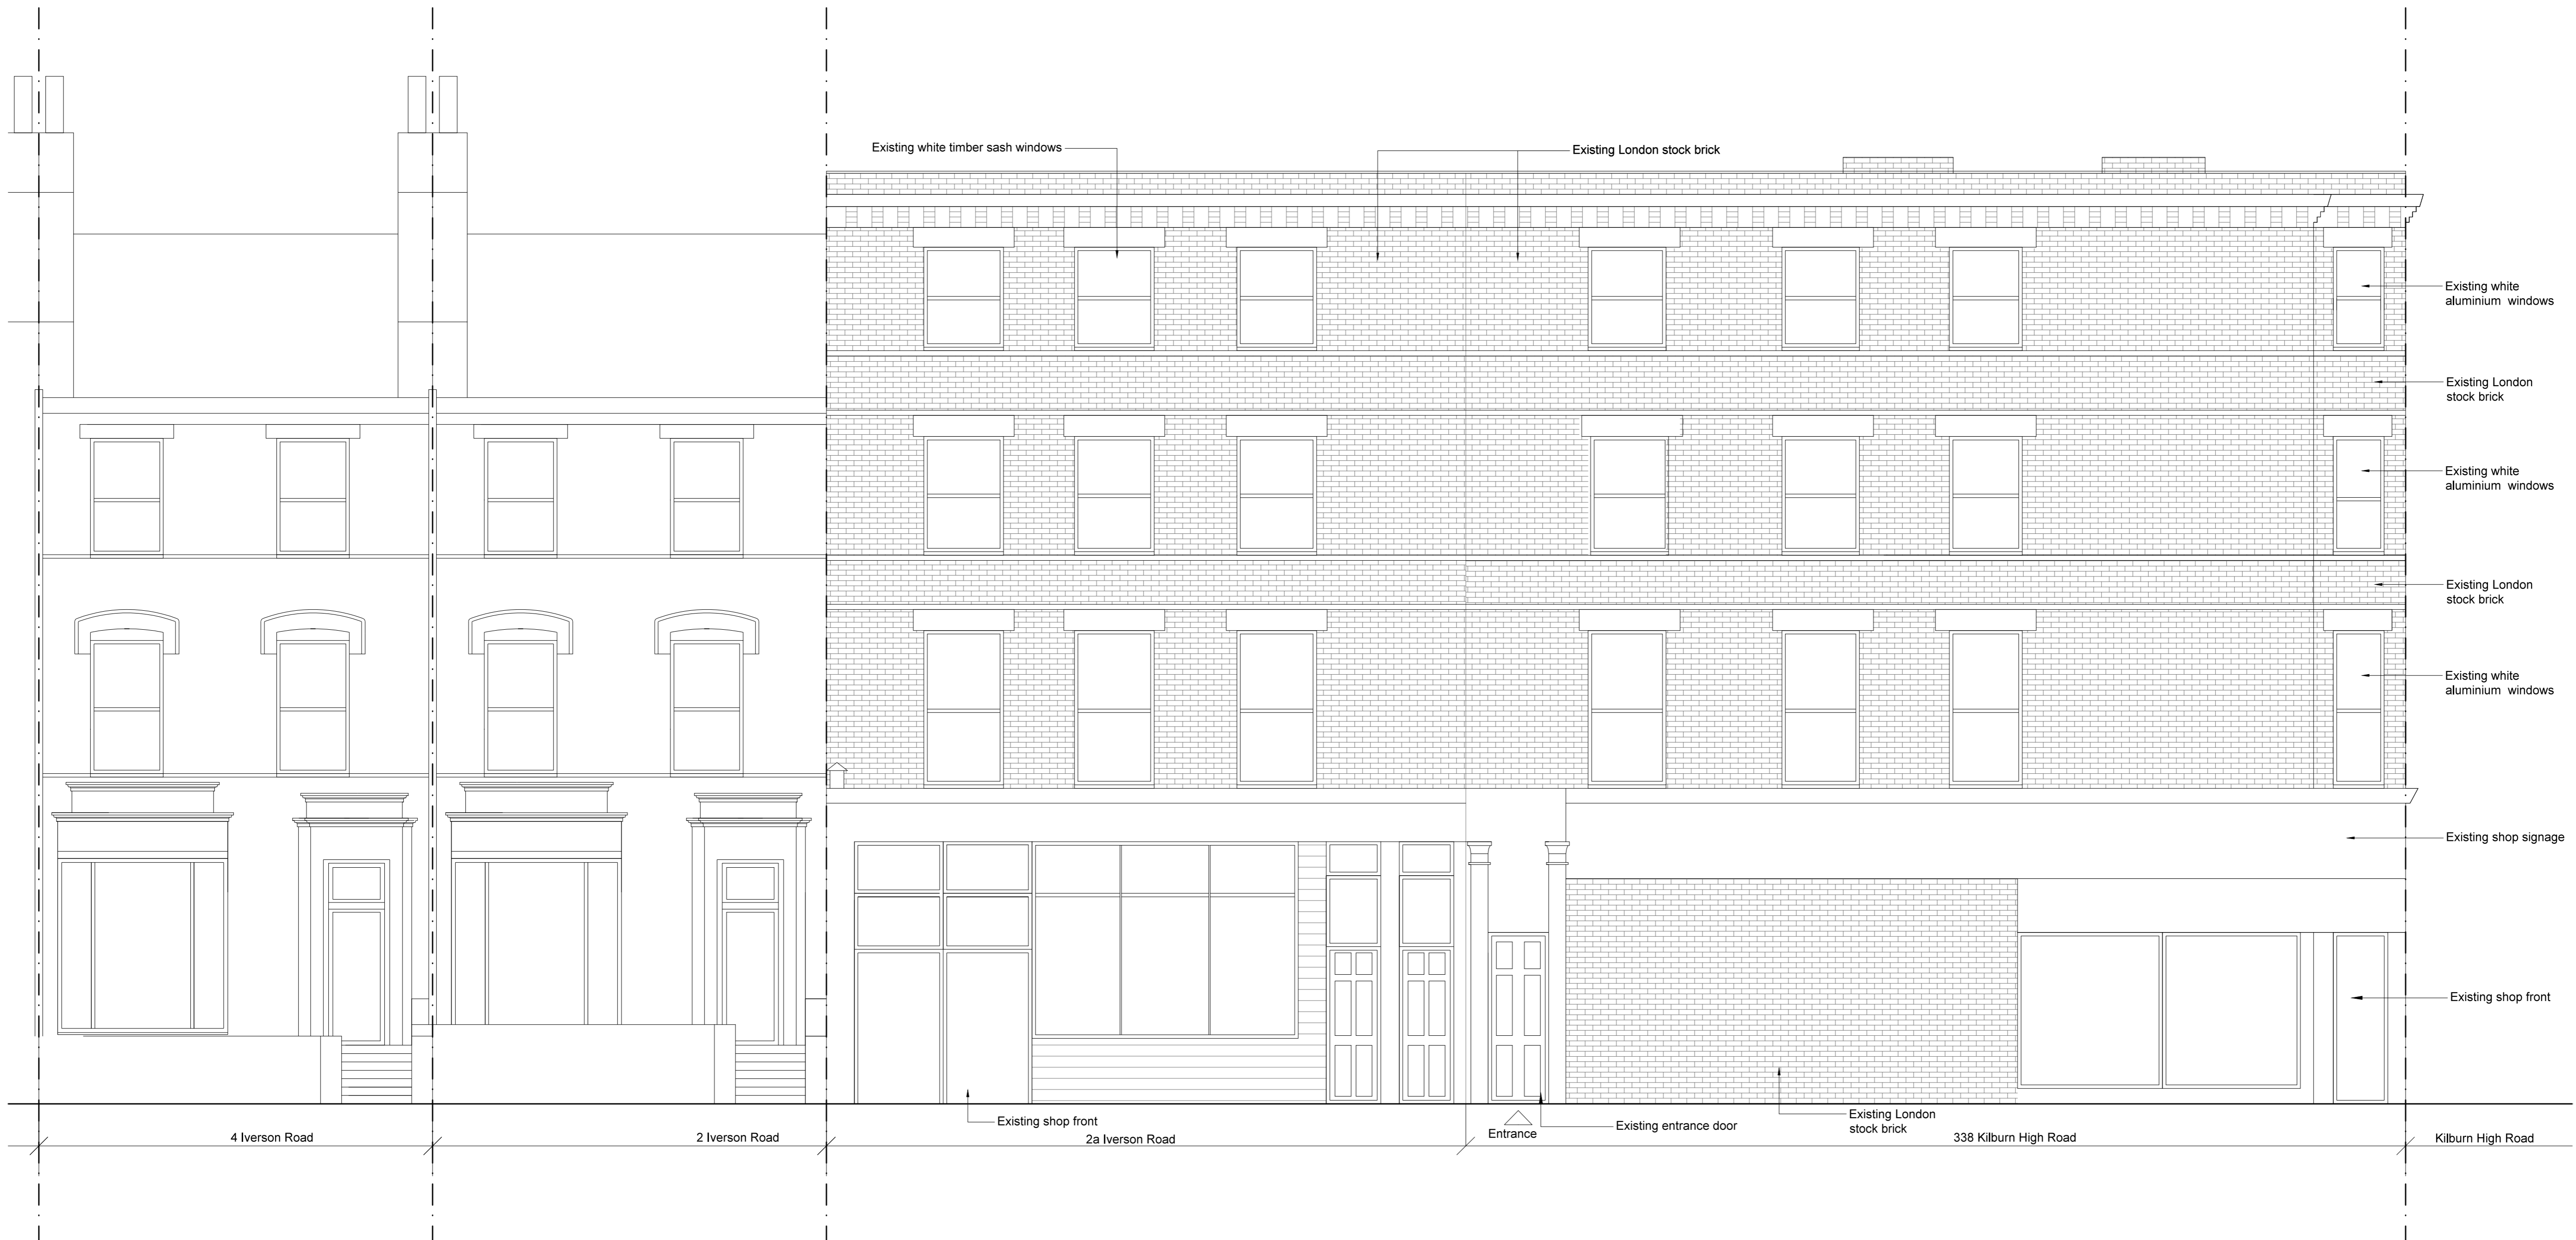 Existing white timber sash windows
Existing London stock brick
Existing white
aluminium windows
Existing London
stock brick
Existing white
aluminium windows
Existing London
stock brick
Existing white
aluminium windows
Existing shop signage
Existing shop front
Existing shop front
Entrance
Existing entrance door
Existing London
stock brick
4 Iverson Road
2 Iverson Road
2a Iverson Road
338 Kilburn High Road
Kilburn High Road